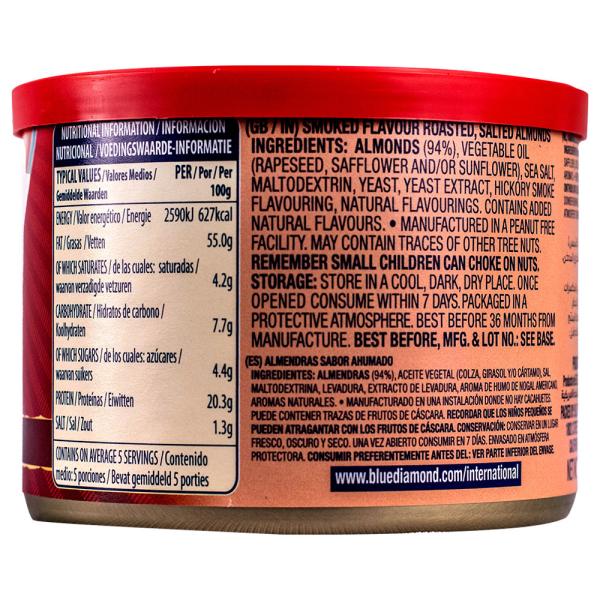 NUTRITIONAL INFORMATION / INFORMACIÓN
NUTRICIONAL / VOEDINGSWAARDE-INFORMATIE
TYPICAL VALUES / Valores Medios /
Gemiddelde Waarden
PER / Por / Per
100g
ENERGY / Valor energético / Energie 2590kJ 627kcal
FAT / Grasas / Vetten 55.0g
OF WHICH SATURATES / de las cuales: saturadas /
waarvan verzadigde vetzuren 4.2g
CARBOHYDRATE / Hidratos de carbono /
Koolhydraten 7.7g
OF WHICH SUGARS / de los cuales: azúcares /
waarvan suikers 4.4g
PROTEIN / Proteínas / Eiwitten 20.3g
SALT / Sal / Zout 1.3g
CONTAINS ON AVERAGE 5 SERVINGS / Contenido
medio: 5 porciones / Bevat gemiddeld 5 porties
(GB / IN) SMOKED FLAVOUR ROASTED, SALTED ALMONDS
INGREDIENTS: ALMONDS (94%), VEGETABLE OIL
(RAPESEED, SAFFLOWER AND/OR SUNFLOWER), SEA SALT,
MALTODEXTRIN, YEAST, YEAST EXTRACT, HICKORY SMOKE
FLAVOURING, NATURAL FLAVOURINGS. CONTAINS ADDED
NATURAL FLAVOURS. • MANUFACTURED IN A PEANUT FREE
FACILITY. MAY CONTAIN TRACES OF OTHER TREE NUTS.
REMEMBER SMALL CHILDREN CAN CHOKE ON NUTS.
STORAGE: STORE IN A COOL, DARK, DRY PLACE. ONCE
OPENED CONSUME WITHIN 7 DAYS. PACKAGED IN A
PROTECTIVE ATMOSPHERE. BEST BEFORE 36 MONTHS FROM
MANUFACTURE. BEST BEFORE, MFG. & LOT NO.: SEE BASE.
(ES) ALMENDRAS SABOR AHUMADO
INGREDIENTES: ALMENDRAS (94%), ACEITE VEGETAL (COLZA, GIRASOL Y/O CÁRTAMO), SAL
MALTODEXTRINA, LEVADURA, EXTRACTO DE LEVADURA, AROMA DE HUMO DE NOGAL AMERICANO,
AROMAS NATURALES. • MANUFACTURADO EN UNA INSTALACIÓN DONDE NO HAY CACAHUETES.
PUEDE CONTENER TRAZAS DE FRUTOS DE CÁSCARA. RECORDAR QUE LOS NIÑOS PEQUEÑOS SE
PUEDEN ATRAGANTAR CON LOS FRUTOS DE CÁSCARA. CONSERVACIÓN: CONSERVAR EN UN LUGAR
FRESCO, OSCURO Y SECO. UNA VEZ ABIERTO CONSUMIR EN 7 DÍAS. ENVASADO EN ATMÓSFERA
PROTECTORA. CONSUMIR PREFERENTEMENTE ANTES DEL: VER PARTE INFERIOR DEL ENVASE.
www.bluediamond.com/international